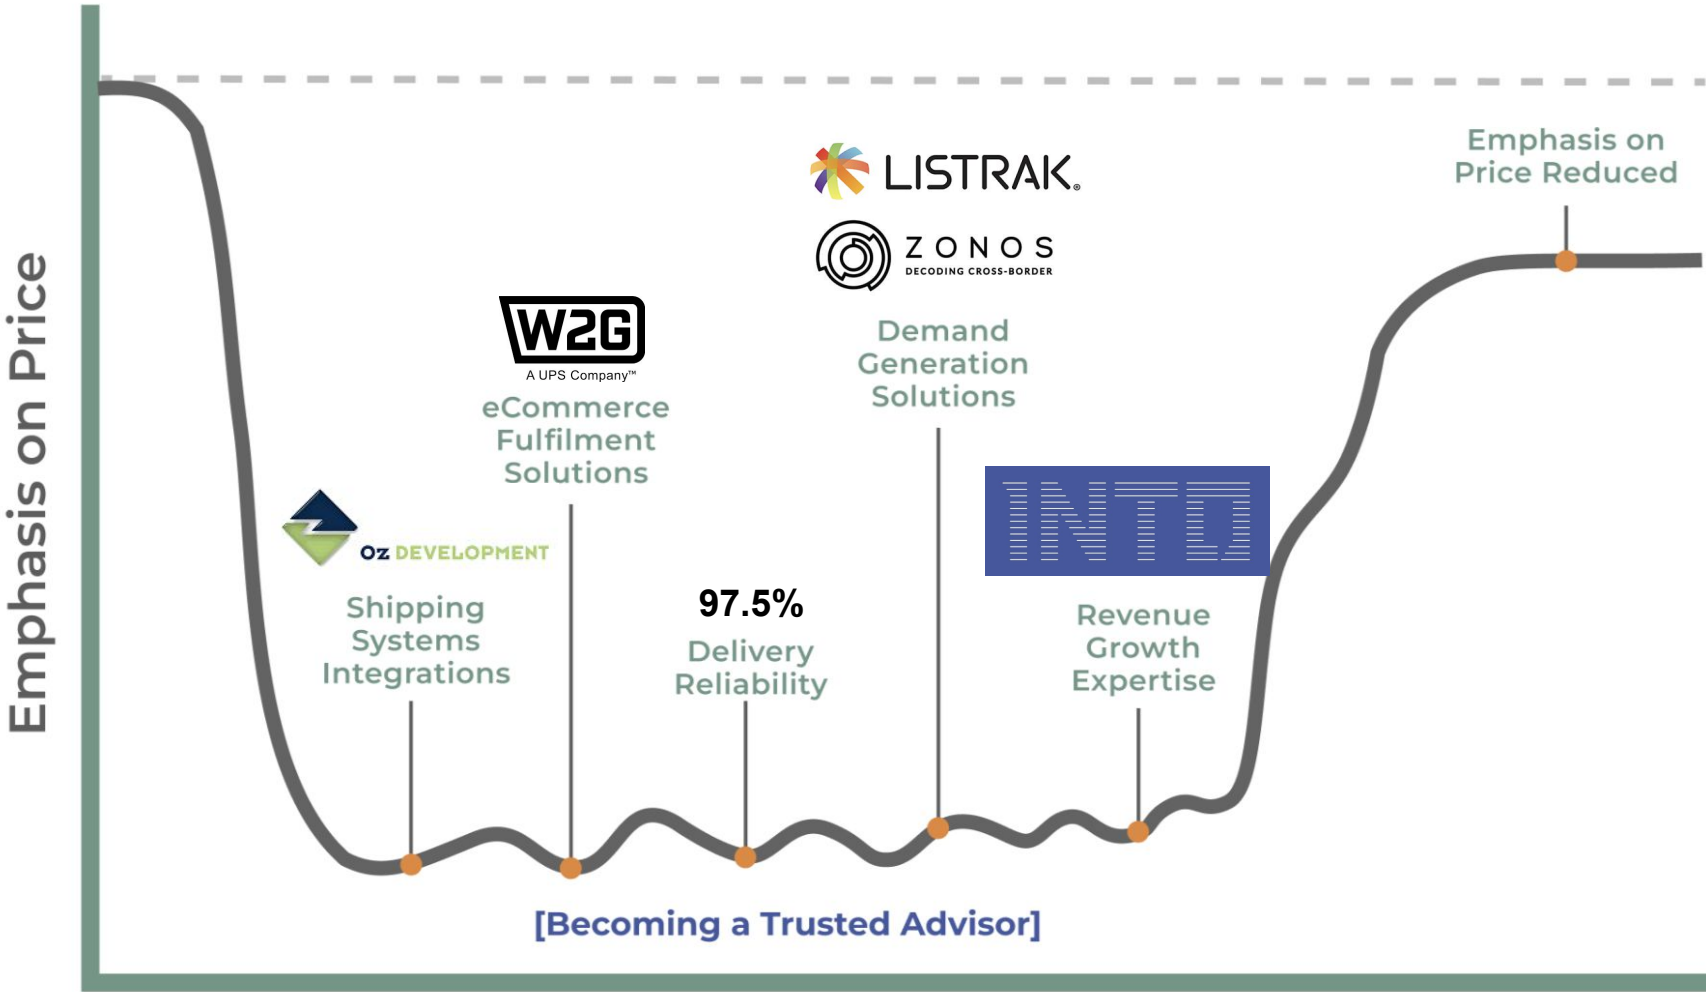 Emphasis on Price
Emphasis on
Price Reduced
LISTRAK®
ZONOS
DECODING CROSS-BORDER
Demand
Generation
Solutions
W2G
A UPS Company™
eCommerce
Fulfilment
Solutions
Oz DEVELOPMENT
Shipping
Systems
Integrations
97.5%
Delivery
Reliability
INTO
Revenue
Growth
Expertise
[Becoming a Trusted Advisor]